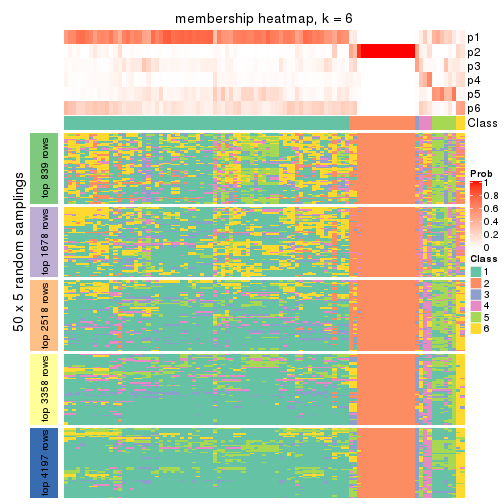 membership heatmap, k = 6
p1
p2
p3
p4
p5
p6
Class
50 x 5 random samplings
top 839 rows
top 1678 rows
top 2518 rows
top 3358 rows
top 4197 rows
Prob
1
0.8
0.6
0.4
0.2
0
Class
1
2
3
4
5
6